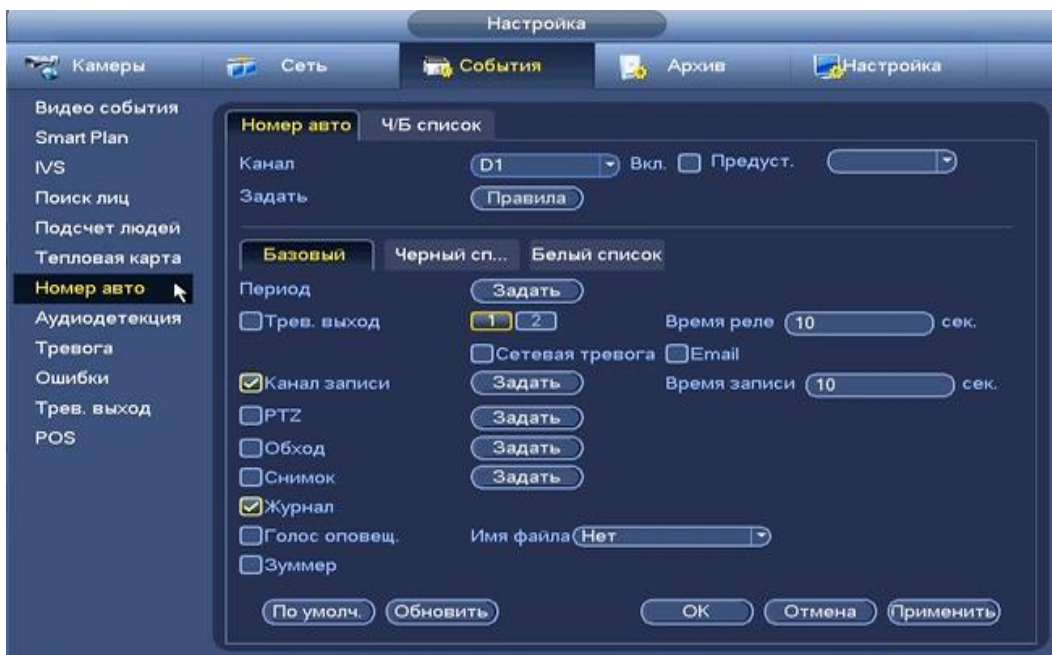 Настройка
Камеры Сеть События Архив Настройка
Видео события
Smart Plan
IVS
Поиск лиц
Подсчет людей
Тепловая карта
Номер авто
Аудиодетекция
Тревога
Ошибки
Трев. выход
POS
Номер авто Ч/Б список
Канал D1 Вкл. Предуст.
Задать Правила
Базовый Черный сп... Белый список
Период Задать
Трев. выход 1 2 Время реле 10 сек.
Сетевая тревога Email
Канал записи Задать Время записи 10 сек.
PTZ Задать
Обход Задать
Снимок Задать
Журнал
Голос оповещ. Имя файла Нет
Зуммер
По умолч. Обновить OK Отмена Применить